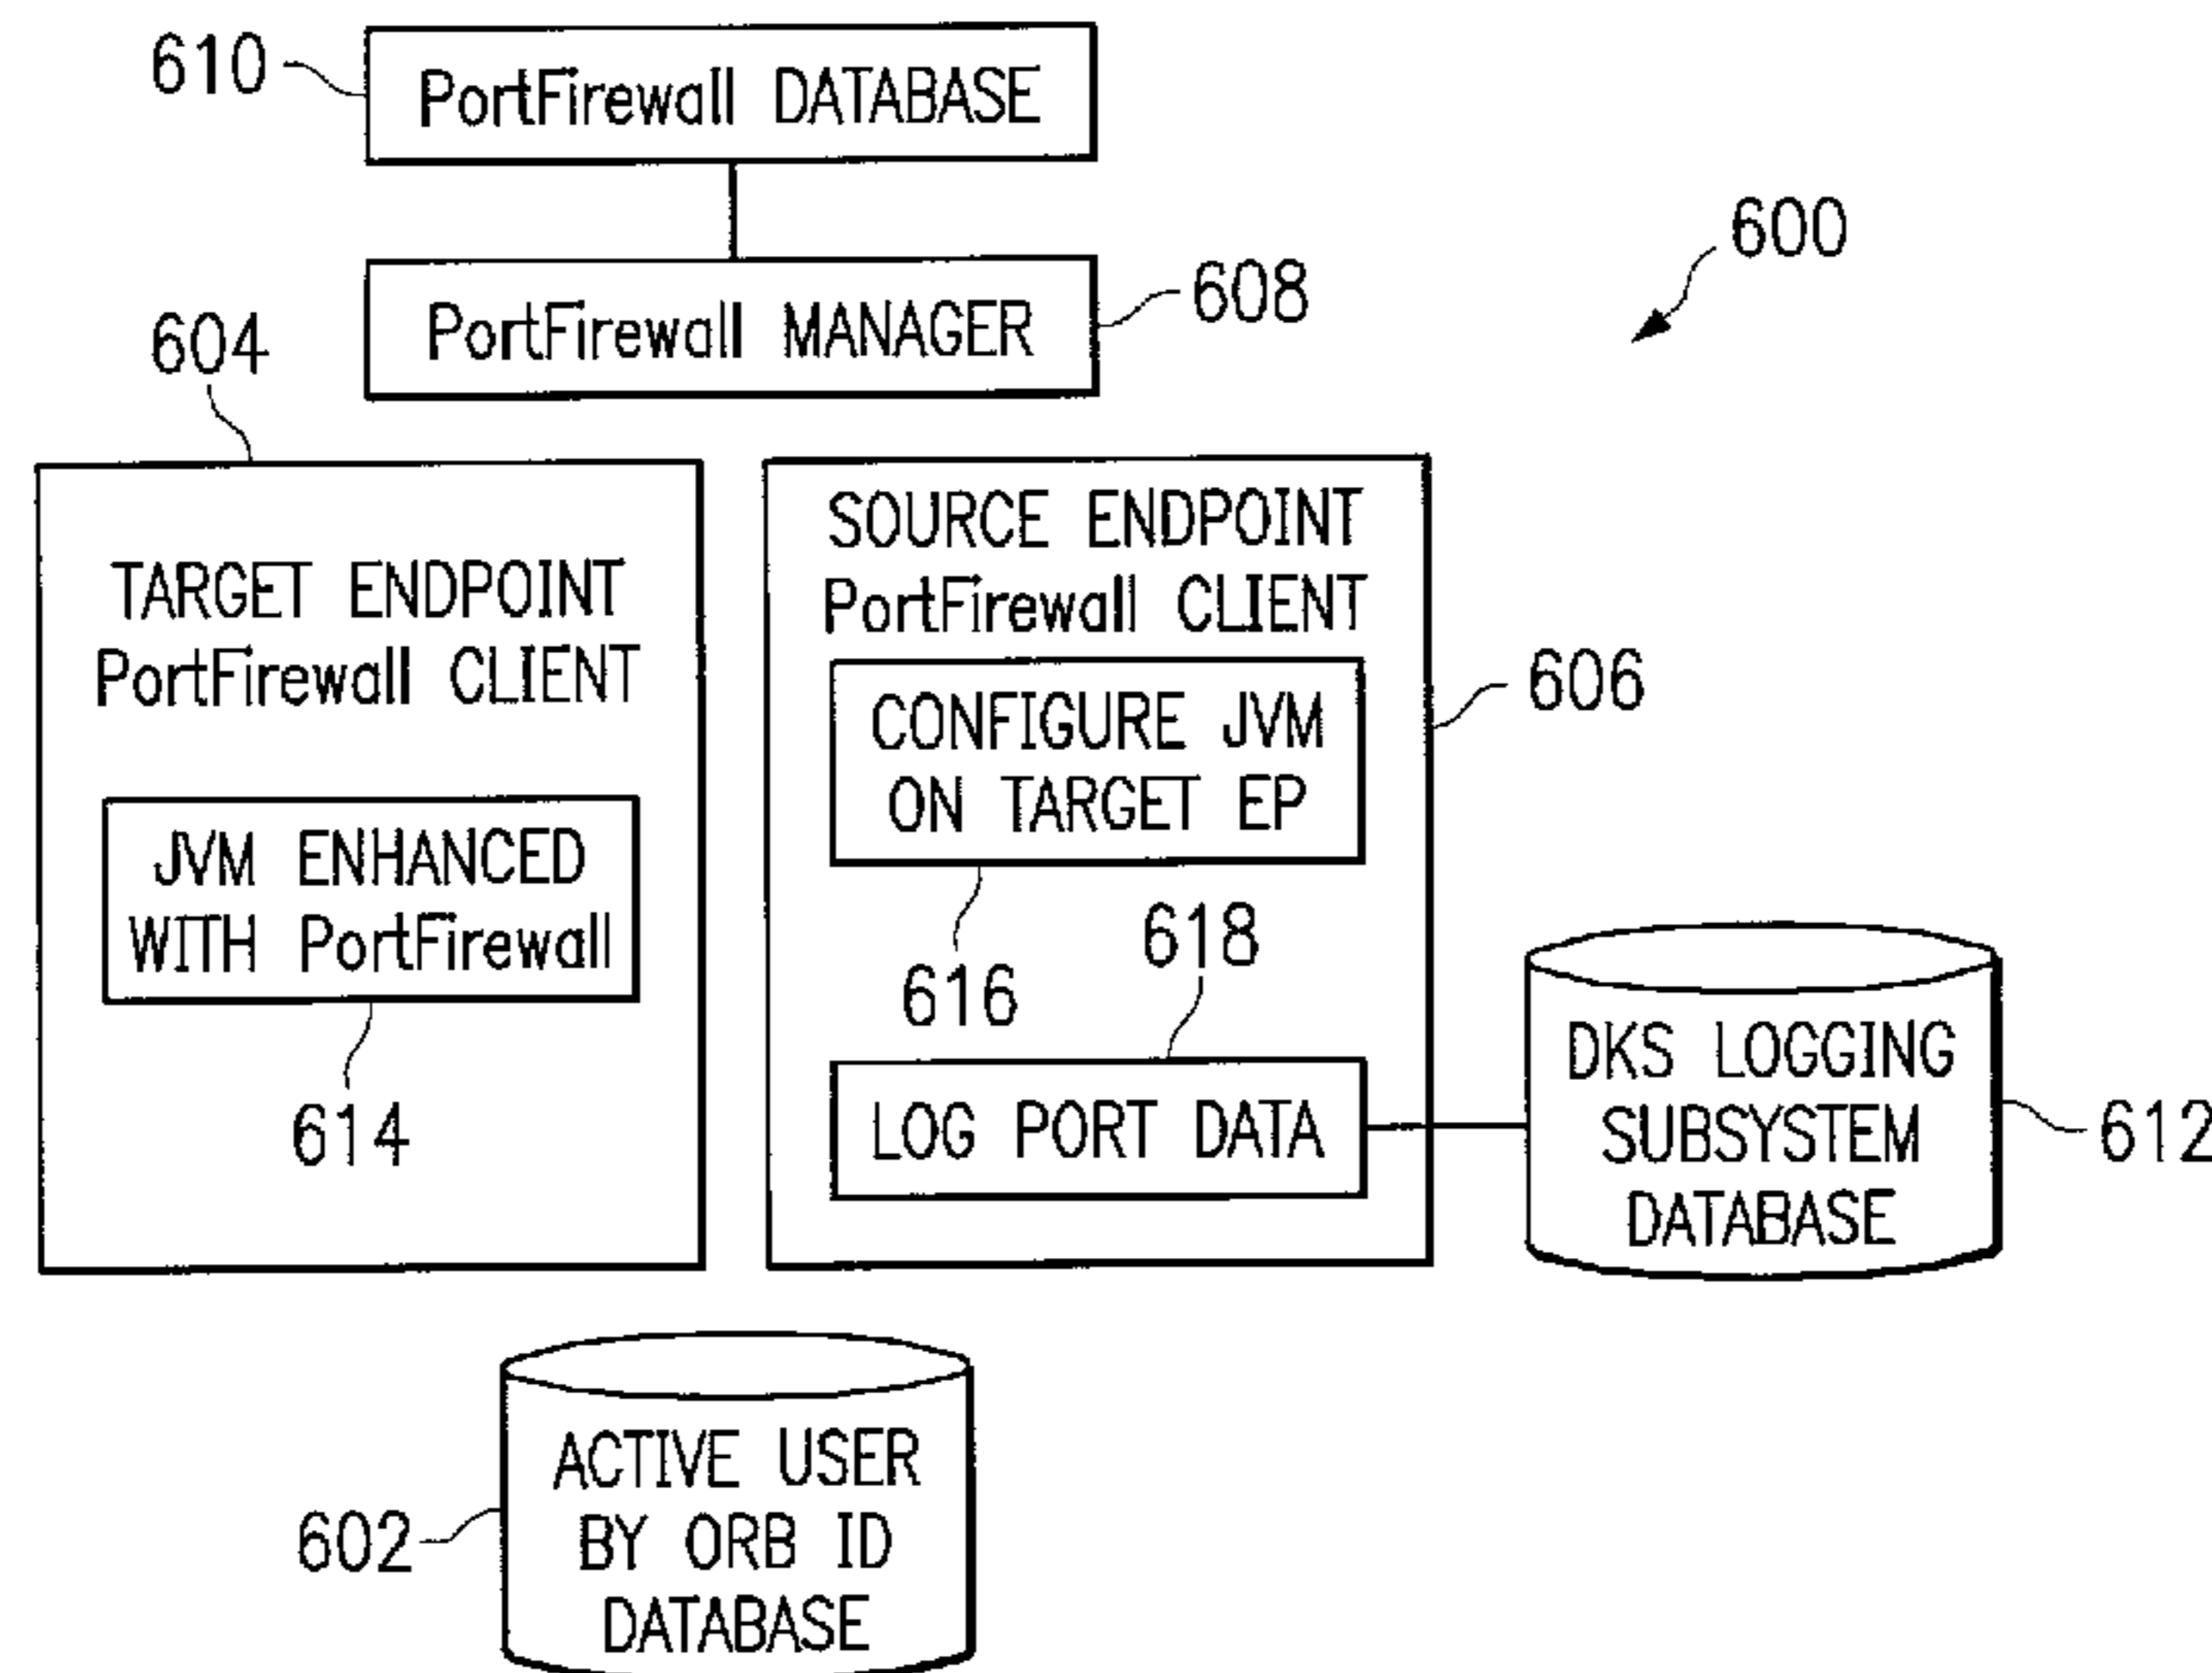 610
PortFirewall DATABASE
600
608
PortFirewall MANAGER
604
TARGET ENDPOINT
PortFirewall CLIENT
JVM ENHANCED
WITH PortFirewall
614
SOURCE ENDPOINT
PortFirewall CLIENT
606
CONFIGURE JVM
ON TARGET EP
616
618
LOG PORT DATA
DKS LOGGING
SUBSYSTEM
DATABASE
612
602
ACTIVE USER
BY ORB ID
DATABASE